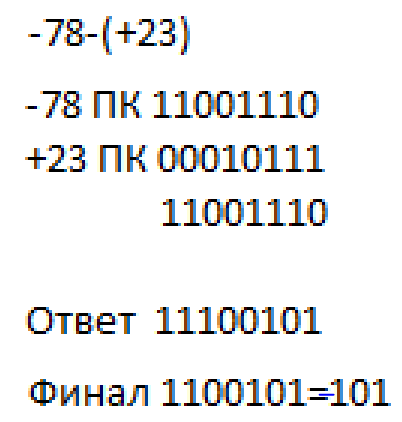 -78-(+23)
-78 ПК 11001110
+23 ПК 00010111
11001110
Ответ 11100101
Финал 1100101=101